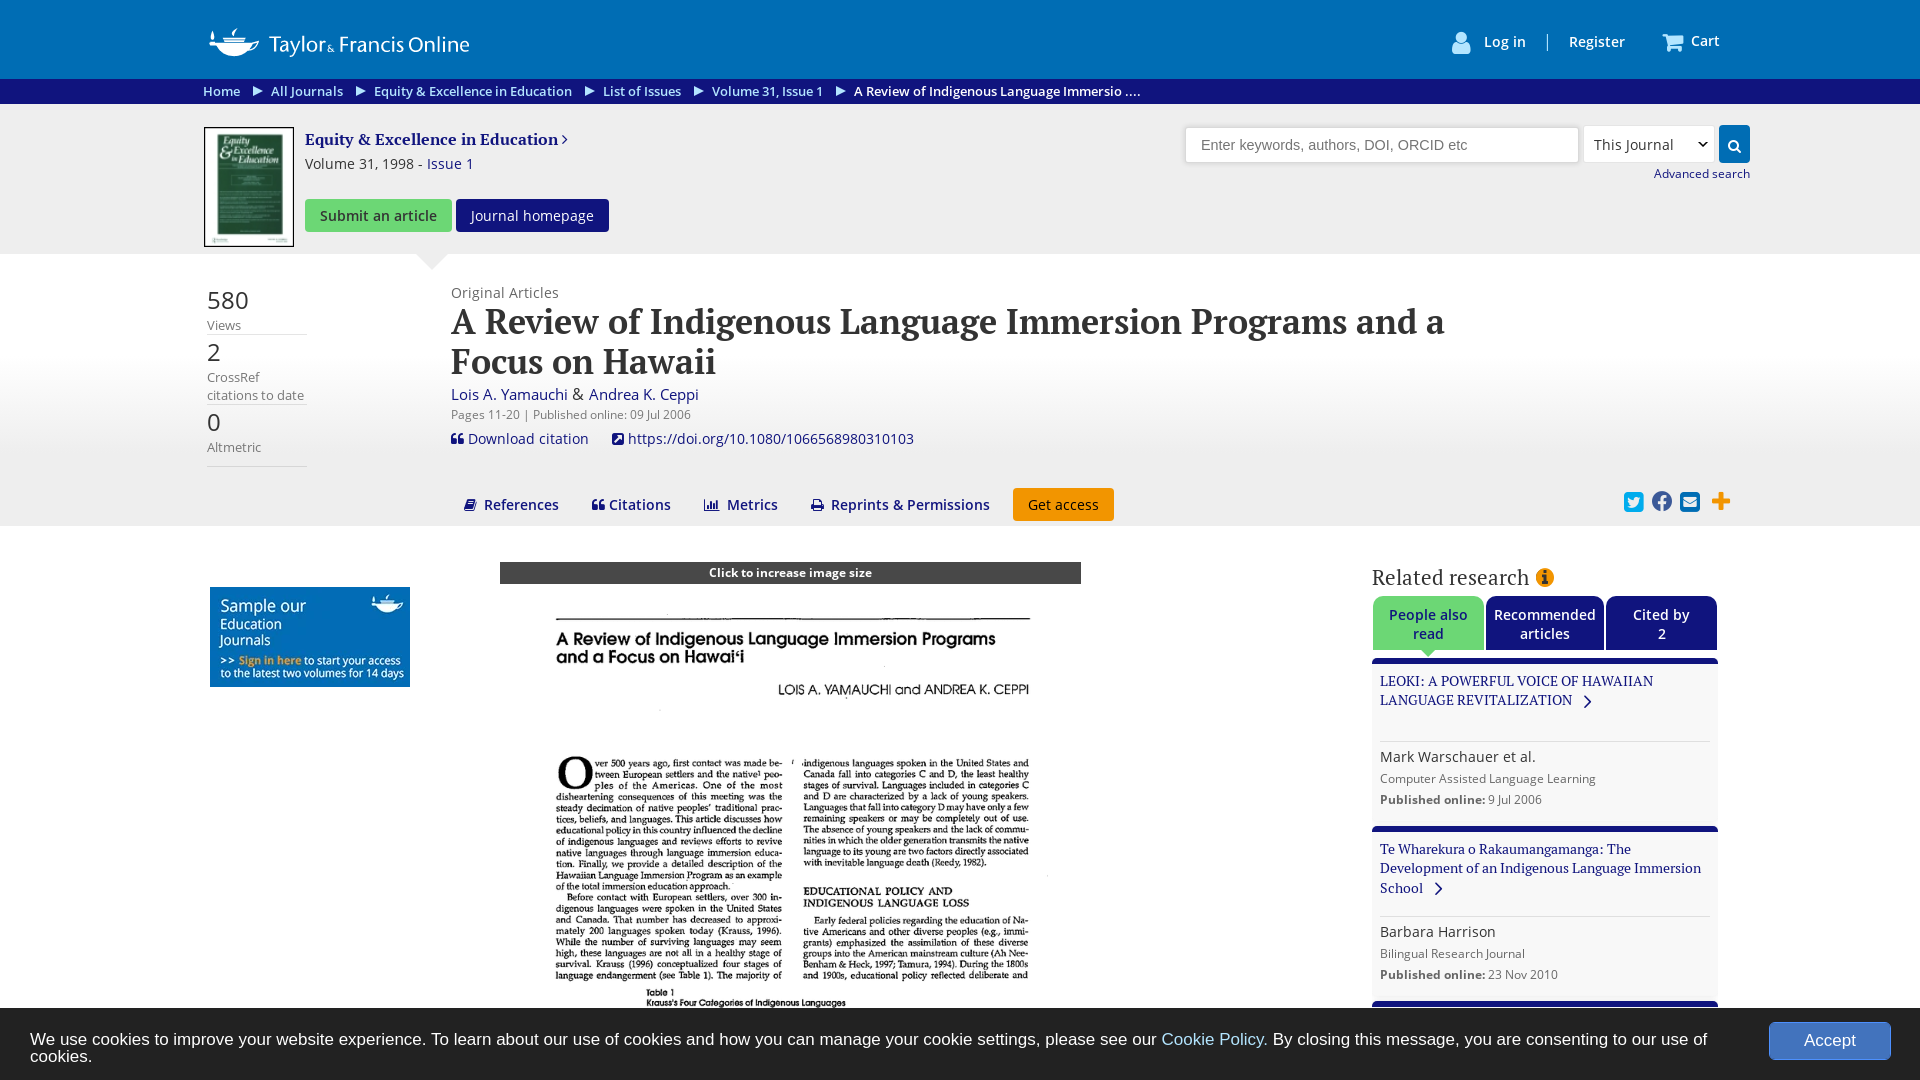 Taylor & Francis Online
Log in | Register Cart
Home ▶ All Journals ▶ Equity & Excellence in Education ▶ List of Issues ▶ Volume 31, Issue 1 ▶ A Review of Indigenous Language Immersio ....
Equity & Excellence in Education
Equity & Excellence in Education
Volume 31, 1998 - Issue 1
Submit an article Journal homepage
Enter keywords, authors, DOI, ORCID etc This Journal
Advanced search
580
Views
2
CrossRef
citations to date
0
Altmetric
Original Articles
A Review of Indigenous Language Immersion Programs and a
Focus on Hawaii
Lois A. Yamauchi & Andrea K. Ceppi
Pages 11-20 | Published online: 09 Jul 2006
Download citation https://doi.org/10.1080/1066568980310103
References Citations Metrics Reprints & Permissions Get access
Sample our
Education
Journals
>> Sign in here to start your access
to the latest two volumes for 14 days
Click to increase image size
A Review of Indigenous Language Immersion Programs
and a Focus on Hawai‘i
LOIS A. YAMAUCHI and ANDREA K. CEPPI
Over 500 years ago, first contact was made be-
tween European settlers and the native¹ peo-
ples of the Americas. One of the most
disheartening consequences of this meeting was the
steady decimation of native peoples' traditional prac-
tices, beliefs, and languages. This article discusses how
educational policy in this country influenced the decline
of indigenous languages and reviews efforts to revive
native languages through language immersion educa-
tion. Finally, we provide a detailed description of the
Hawaiian Language Immersion Program as an example
of the total immersion education approach.
Before contact with European settlers, over 300 in-
digenous languages were spoken in the United States
and Canada. That number has decreased to approxi-
mately 200 languages spoken today (Krauss, 1996).
While the number of surviving languages may seem
high, these languages are not all in a healthy stage of
survival. Krauss (1996) conceptualized four stages of
language endangerment (see Table 1). The majority of
indigenous languages spoken in the United States and
Canada fall into categories C and D, the least healthy
stages of survival. Languages included in categories C
and D are characterized by a lack of young speakers.
Languages that fall into category D may have only a few
remaining speakers or may be completely out of use.
The absence of young speakers and the lack of commu-
nities in which the older generation transmits the native
language to its young are two factors directly associated
with inevitable language death (Reedy, 1982).
EDUCATIONAL POLICY AND
INDIGENOUS LANGUAGE LOSS
Early federal policies regarding the education of Na-
tive Americans and other diverse peoples (e.g., immi-
grants) emphasized the assimilation of these diverse
groups into the American mainstream culture (Ah Nee-
Benham & Heck, 1997; Tamura, 1994). During the 1800s
and 1900s, educational policy reflected deliberate and
Table 1
Krauss's Four Categories of Indigenous Languages
Related research
People also
read
Recommended
articles
Cited by
2
LEOKI: A POWERFUL VOICE OF HAWAIIAN
LANGUAGE REVITALIZATION
Mark Warschauer et al.
Computer Assisted Language Learning
Published online: 9 Jul 2006
Te Wharekura o Rakaumangamanga: The
Development of an Indigenous Language Immersion
School
Barbara Harrison
Bilingual Research Journal
Published online: 23 Nov 2010
We use cookies to improve your website experience. To learn about our use of cookies and how you can manage your cookie settings, please see our Cookie Policy. By closing this message, you are consenting to our use of
cookies.
Accept